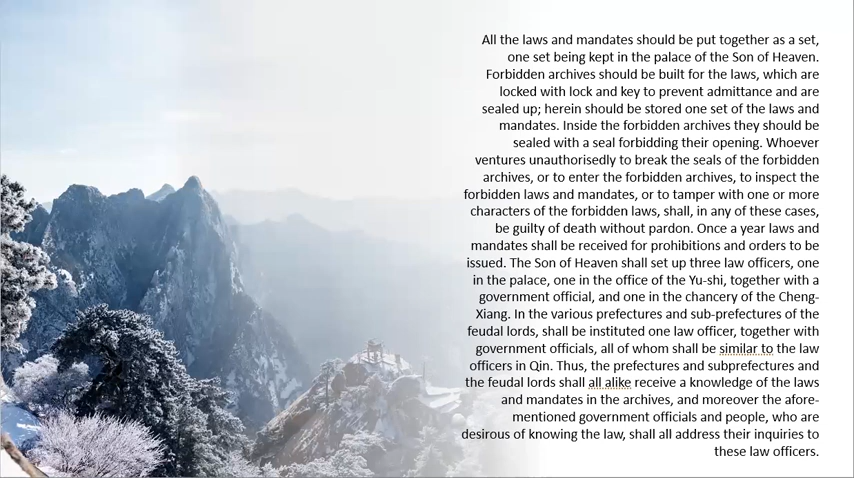 All the laws and mandates should be put together as a set,
one set being kept in the palace of the Son of Heaven.
Forbidden archives should be built for the laws, which are
locked with lock and key to prevent admittance and are
sealed up; herein should be stored one set of the laws and
mandates. Inside the forbidden archives they should be
sealed with a seal forbidding their opening. Whoever
ventures unauthorisedly to break the seals of the forbidden
archives, or to enter the forbidden archives, to inspect the
forbidden laws and mandates, or to tamper with one or more
characters of the forbidden laws, shall, in any of these cases,
be guilty of death without pardon. Once a year laws and
mandates shall be received for prohibitions and orders to be
issued. The Son of Heaven shall set up three law officers, one
in the palace, one in the office of the Yu-shi, together with a
government official, and one in the chancery of the Cheng-
Xiang. In the various prefectures and sub-prefectures of the
feudal lords, shall be instituted one law officer, together with
government officials, all of whom shall be similar to the law
officers in Qin. Thus, the prefectures and subprefectures and
the feudal lords shall all alike receive a knowledge of the laws
and mandates in the archives, and moreover the afore-
mentioned government officials and people, who are
desirous of knowing the law, shall all address their inquiries to
these law officers.